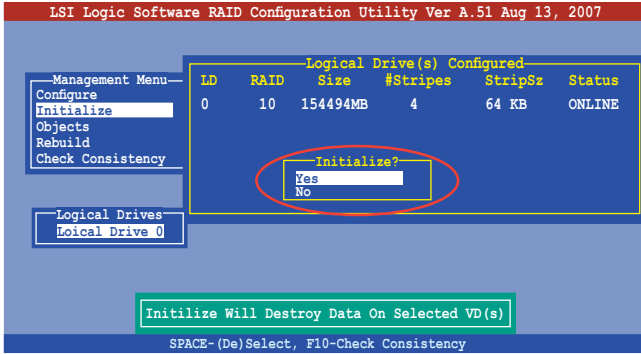 LSI Logic Software RAID Configuration Utility Ver A.51 Aug 13, 2007
Management Menu
Configure
Initialize
Objects
Rebuild
Check Consistency
Logical Drive(s) Configured
LD RAID Size #Stripes StripSz Status
0 10 154494MB 4 64 KB ONLINE
Initialize?
Yes
No
Logical Drives
Loical Drive 0
Initilize Will Destroy Data On Selected VD(s)
SPACE-(De)Select, F10-Check Consistency